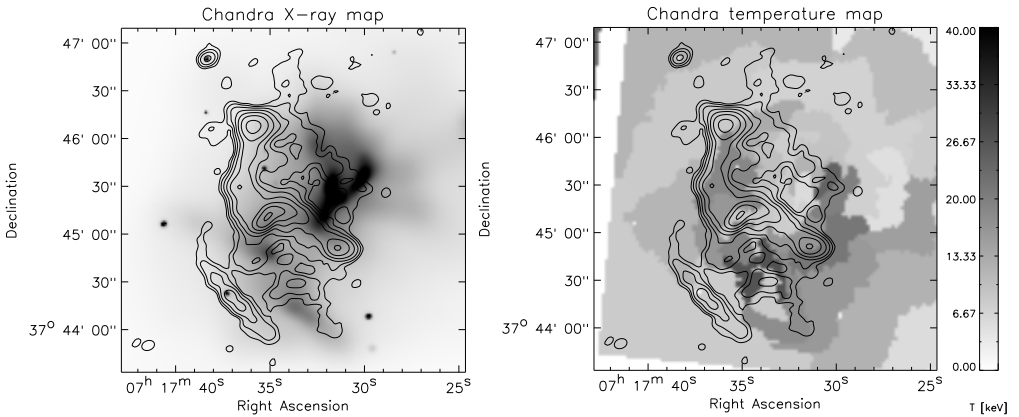 Chandra X-ray map
Declination
47' 00''
30''
46' 00''
30''
45' 00''
30''
37° 44' 00''
07ʰ 17ᵐ 40ˢ 35ˢ 30ˢ 25ˢ
Right Ascension
Chandra temperature map
Declination
47' 00''
30''
46' 00''
30''
45' 00''
30''
37° 44' 00''
07ʰ 17ᵐ 40ˢ 35ˢ 30ˢ 25ˢ
Right Ascension
40.00
33.33
26.67
20.00
13.33
6.67
0.00
T [keV]